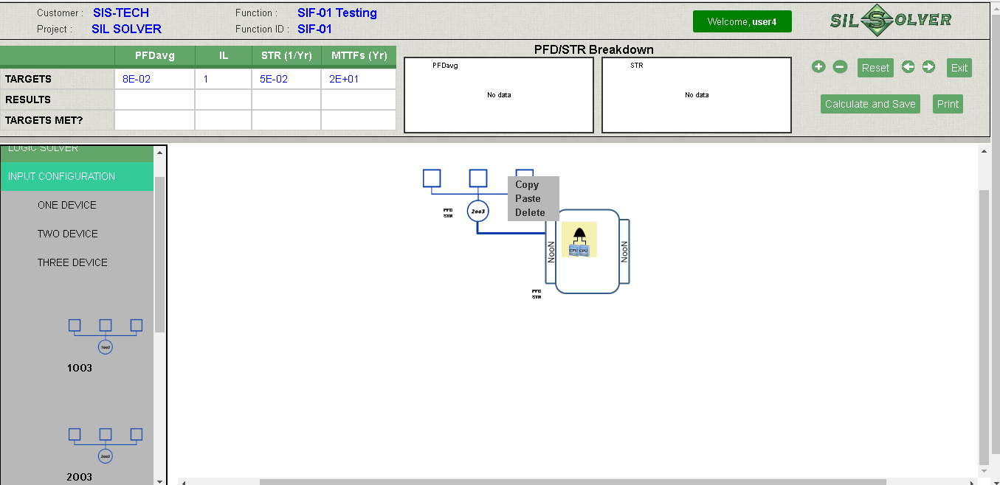 Customer : SIS-TECH Function : SIF-01 Testing
Project : SIL SOLVER Function ID : SIF-01
Welcome, user4
SIL SOLVER
PFDavg IL STR (1/Yr) MTTFs (Yr)
TARGETS 8E-02 1 5E-02 2E+01
RESULTS
TARGETS MET?
PFD/STR Breakdown
PFDavg
No data
STR
No data
Reset Exit
Calculate and Save Print
LOGIC SOLVER
INPUT CONFIGURATION
ONE DEVICE
TWO DEVICE
THREE DEVICE
1oo3
1OO3
2oo3
2OO3
Copy
Paste
Delete
PFD
STR
2oo3
NooN
CPU CPU
NooN
PFD
STR